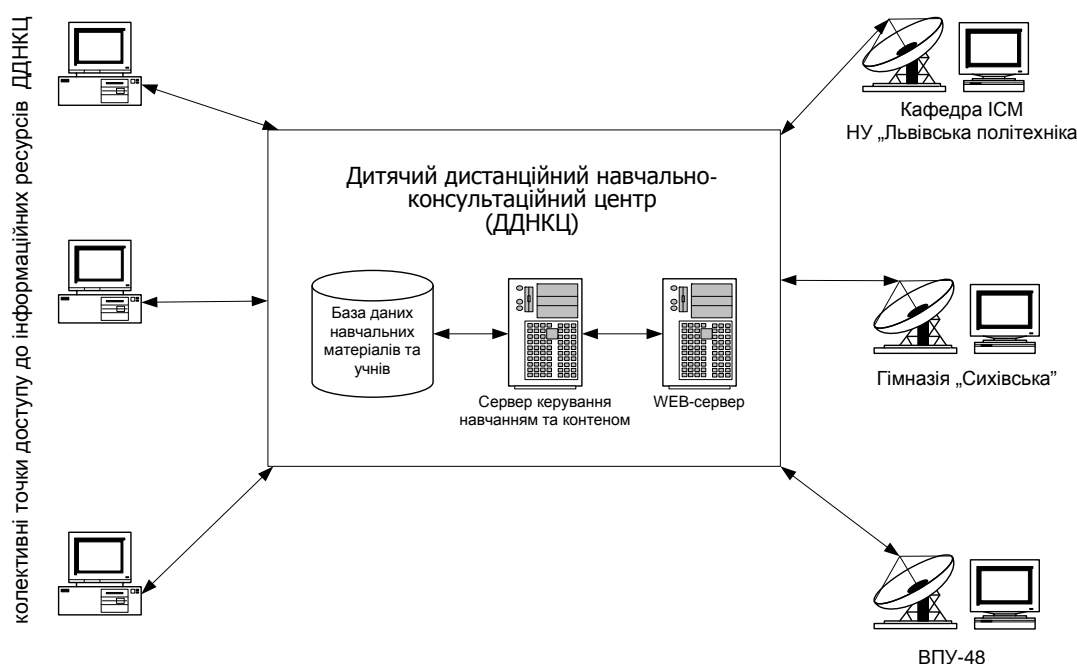 колективні точки доступу до інформаційних ресурсів ДДНКЦ
Кафедра ІСМ
НУ „Львівська політехніка
Дитячий дистанційний навчально-
консультаційний центр
(ДДНКЦ)
База даних
навчальних
матеріалів та
учнів
Сервер керування
навчанням та контеном
WEB-сервер
Гімназія „Сихівська”
ВПУ-48